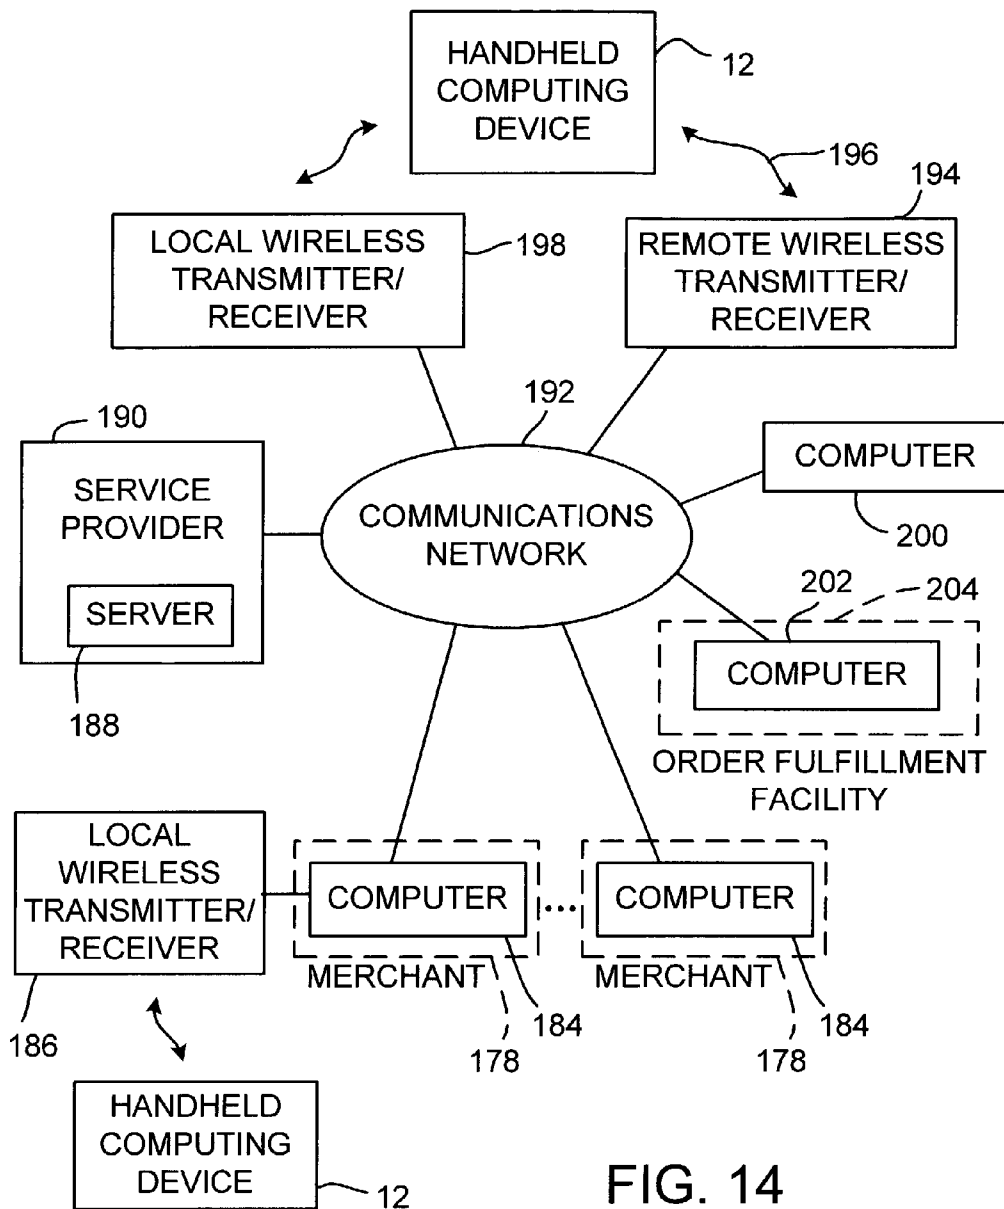 HANDHELD
COMPUTING
DEVICE
12
196
194
LOCAL WIRELESS
TRANSMITTER/
RECEIVER
198
REMOTE WIRELESS
TRANSMITTER/
RECEIVER
192
190
SERVICE
PROVIDER
SERVER
188
COMMUNICATIONS
NETWORK
COMPUTER
200
202
204
COMPUTER
ORDER FULFILLMENT
FACILITY
LOCAL
WIRELESS
TRANSMITTER/
RECEIVER
186
COMPUTER
MERCHANT
184
178
...
COMPUTER
MERCHANT
184
178
HANDHELD
COMPUTING
DEVICE
12
FIG. 14